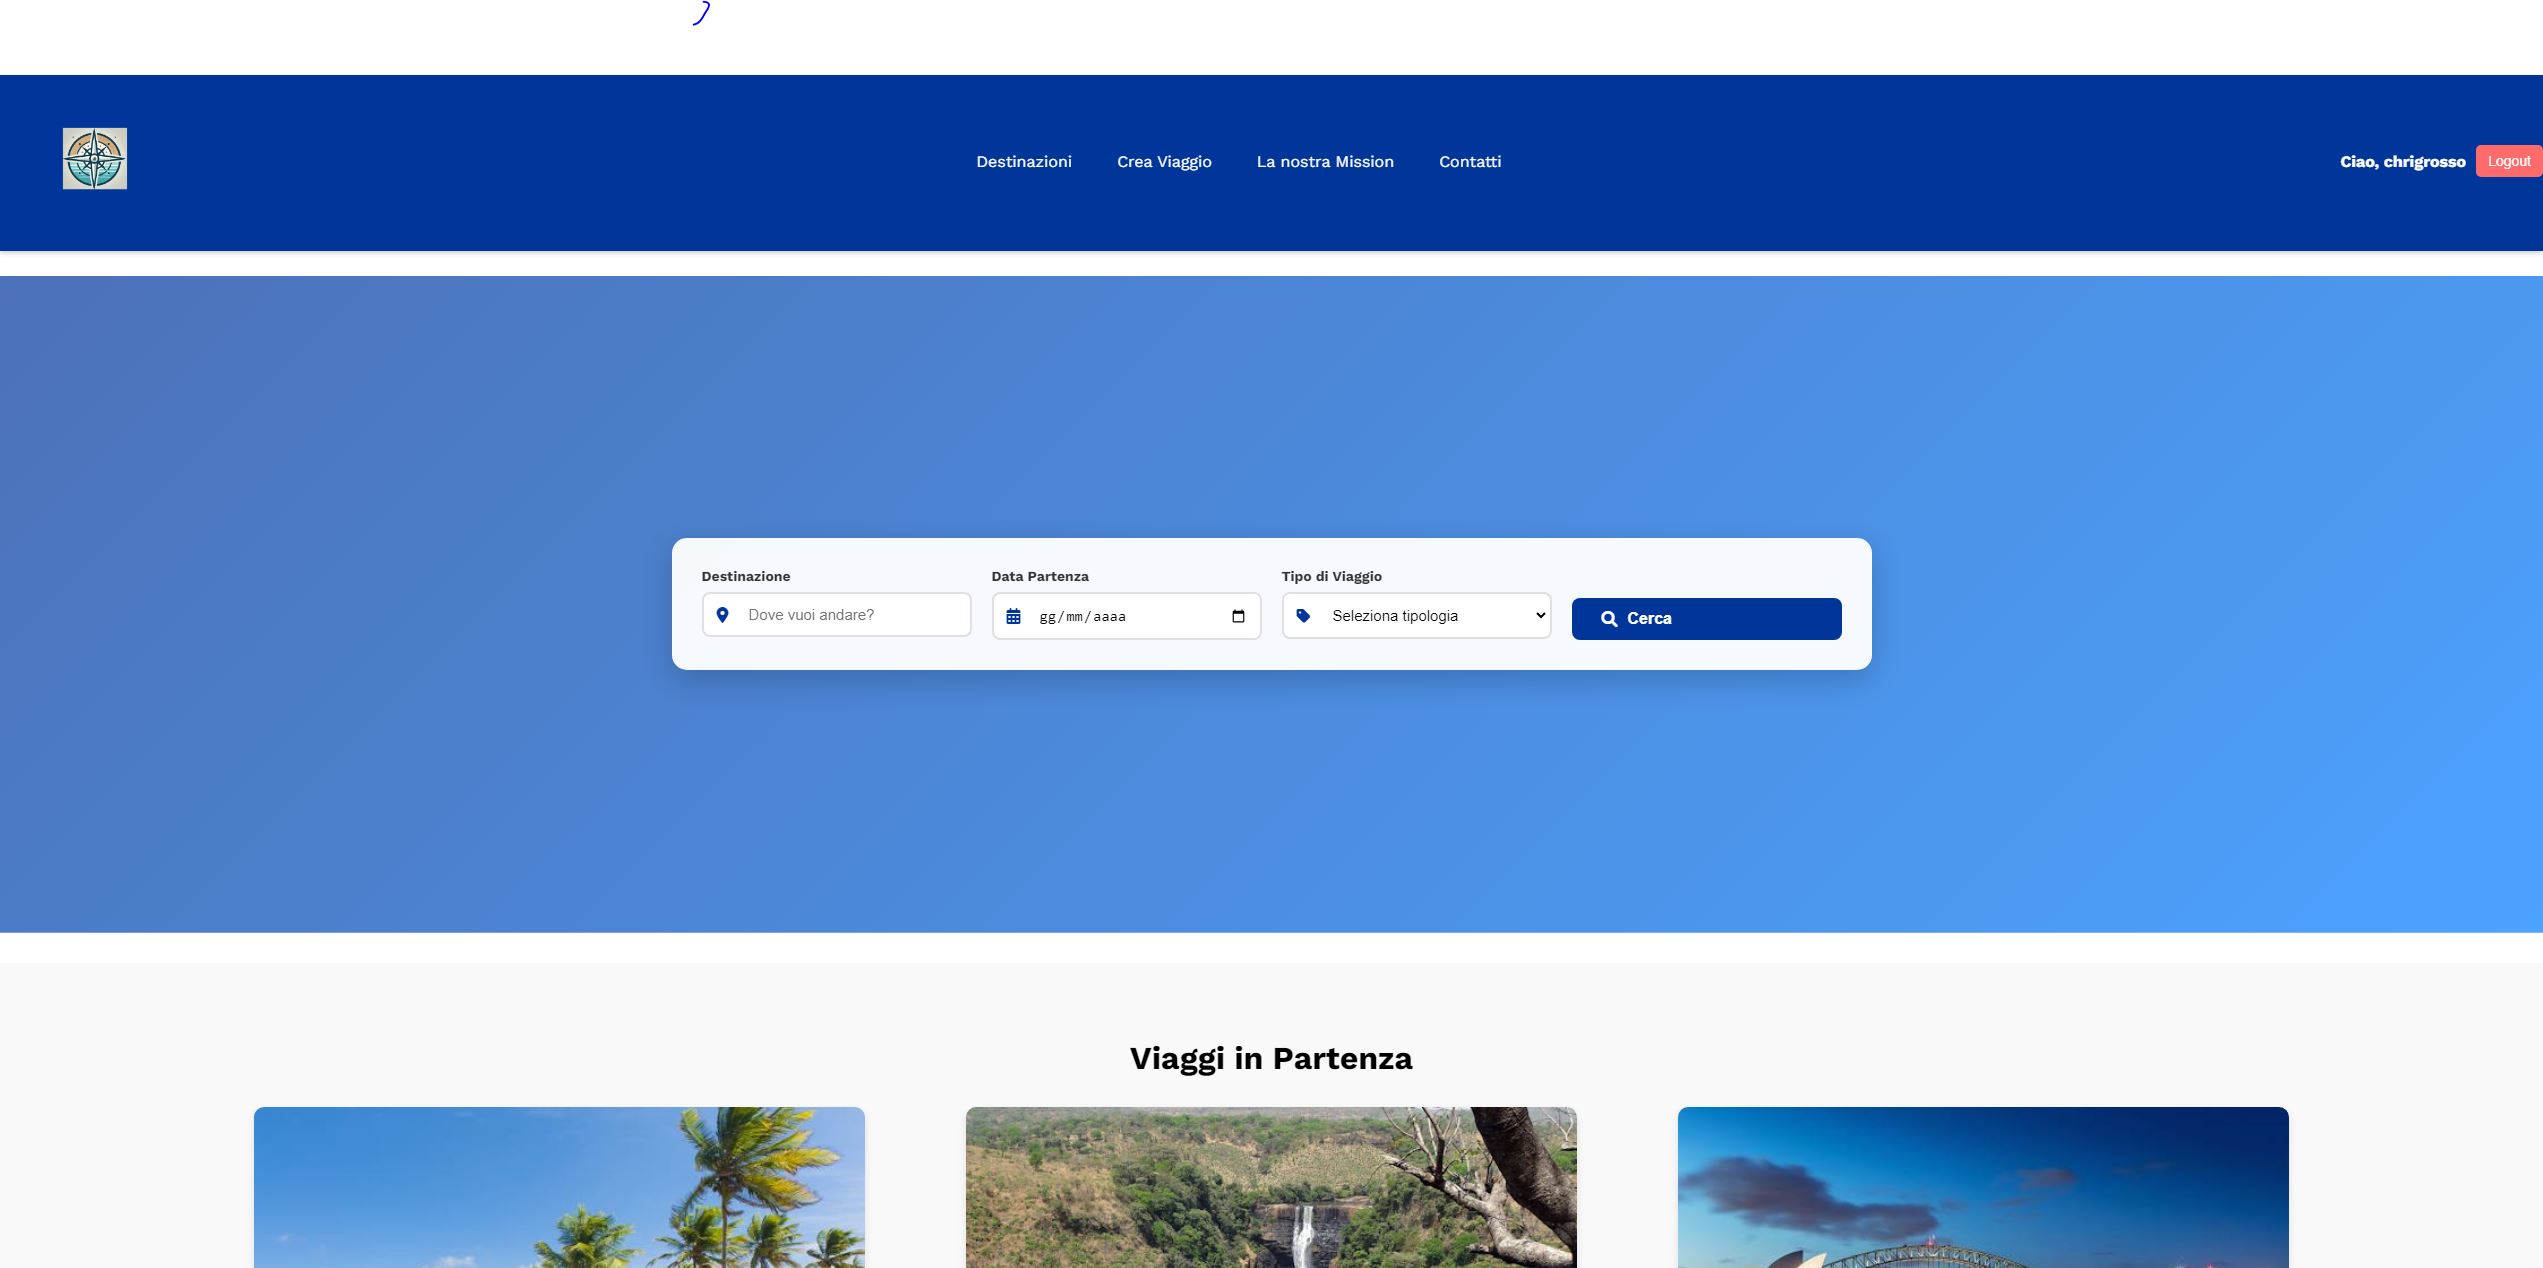 Destinazioni Crea Viaggio La nostra Mission Contatti Ciao, chrigrosso Logout
Destinazione Data Partenza Tipo di Viaggio
Dove vuoi andare? gg/mm/aaaa Seleziona tipologia Cerca
Viaggi in Partenza